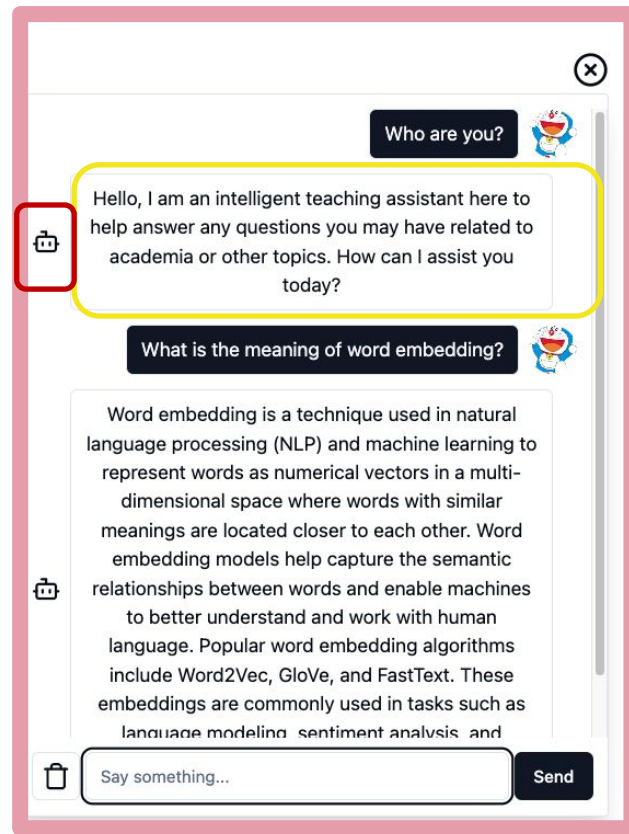 Who are you?
Hello, I am an intelligent teaching assistant here to
help answer any questions you may have related to
academia or other topics. How can I assist you
today?
What is the meaning of word embedding?
Word embedding is a technique used in natural
language processing (NLP) and machine learning to
represent words as numerical vectors in a multi-
dimensional space where words with similar
meanings are located closer to each other. Word
embedding models help capture the semantic
relationships between words and enable machines
to better understand and work with human
language. Popular word embedding algorithms
include Word2Vec, GloVe, and FastText. These
embeddings are commonly used in tasks such as
language modeling, sentiment analysis, and
Say something...
Send